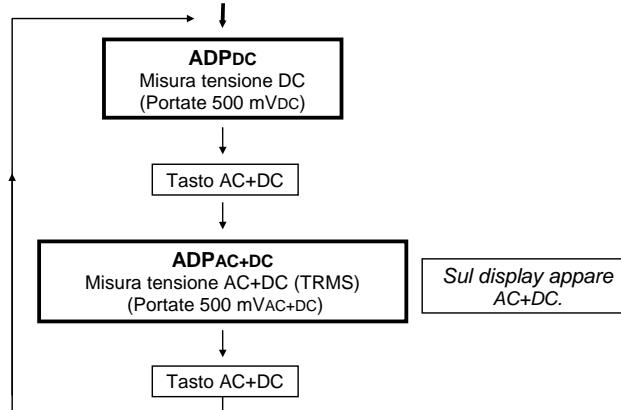 ADPDC
Misura tensione DC
(Portate 500 mVDC)
Tasto AC+DC
ADPAC+DC
Misura tensione AC+DC (TRMS)
(Portate 500 mVAC+DC)
Sul display appare
AC+DC.
Tasto AC+DC